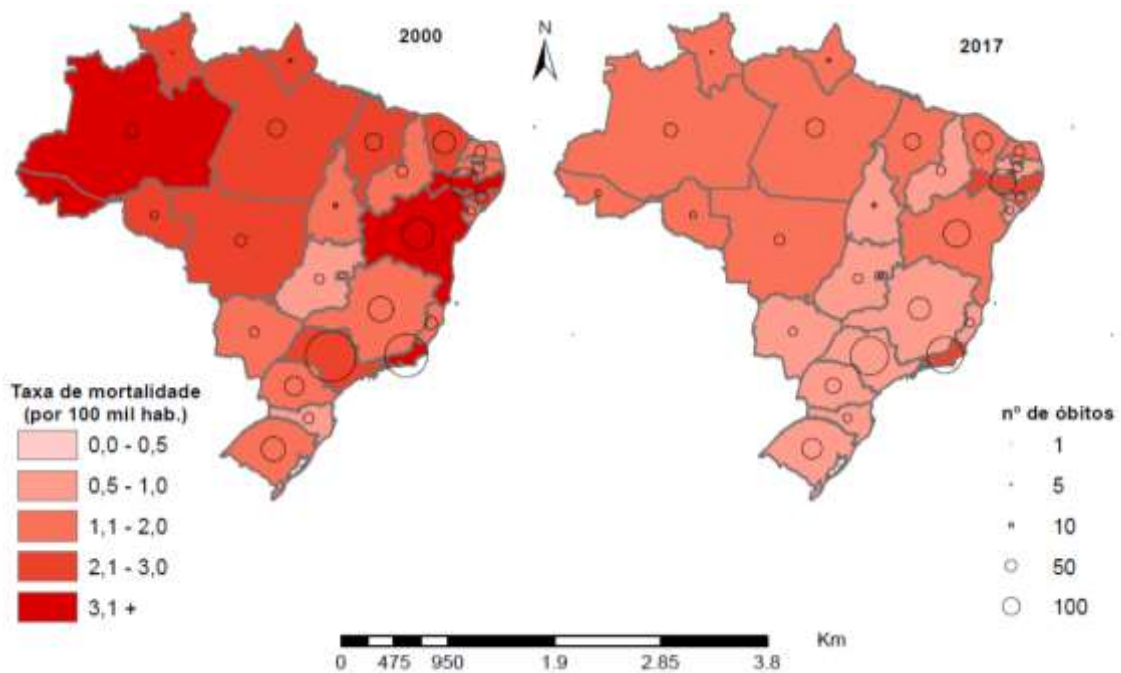 2000
N
2017
Taxa de mortalidade
(por 100 mil hab.)
0,0 - 0,5
0,5 - 1,0
1,1 - 2,0
2,1 - 3,0
3,1 +
nº de óbitos
1
5
10
50
100
Km
0 475 950 1.9 2.85 3.8